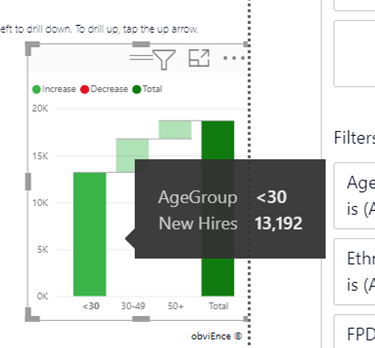 left to drill down. To drill up, tap the up arrow.
Increase Decrease Total
20K
15K
10K
5K
0K
<30 30-49 50+ Total
AgeGroup <30
New Hires 13,192
obviEnce ©
Filters
Age
is (A
Ethn
is (A
FPD